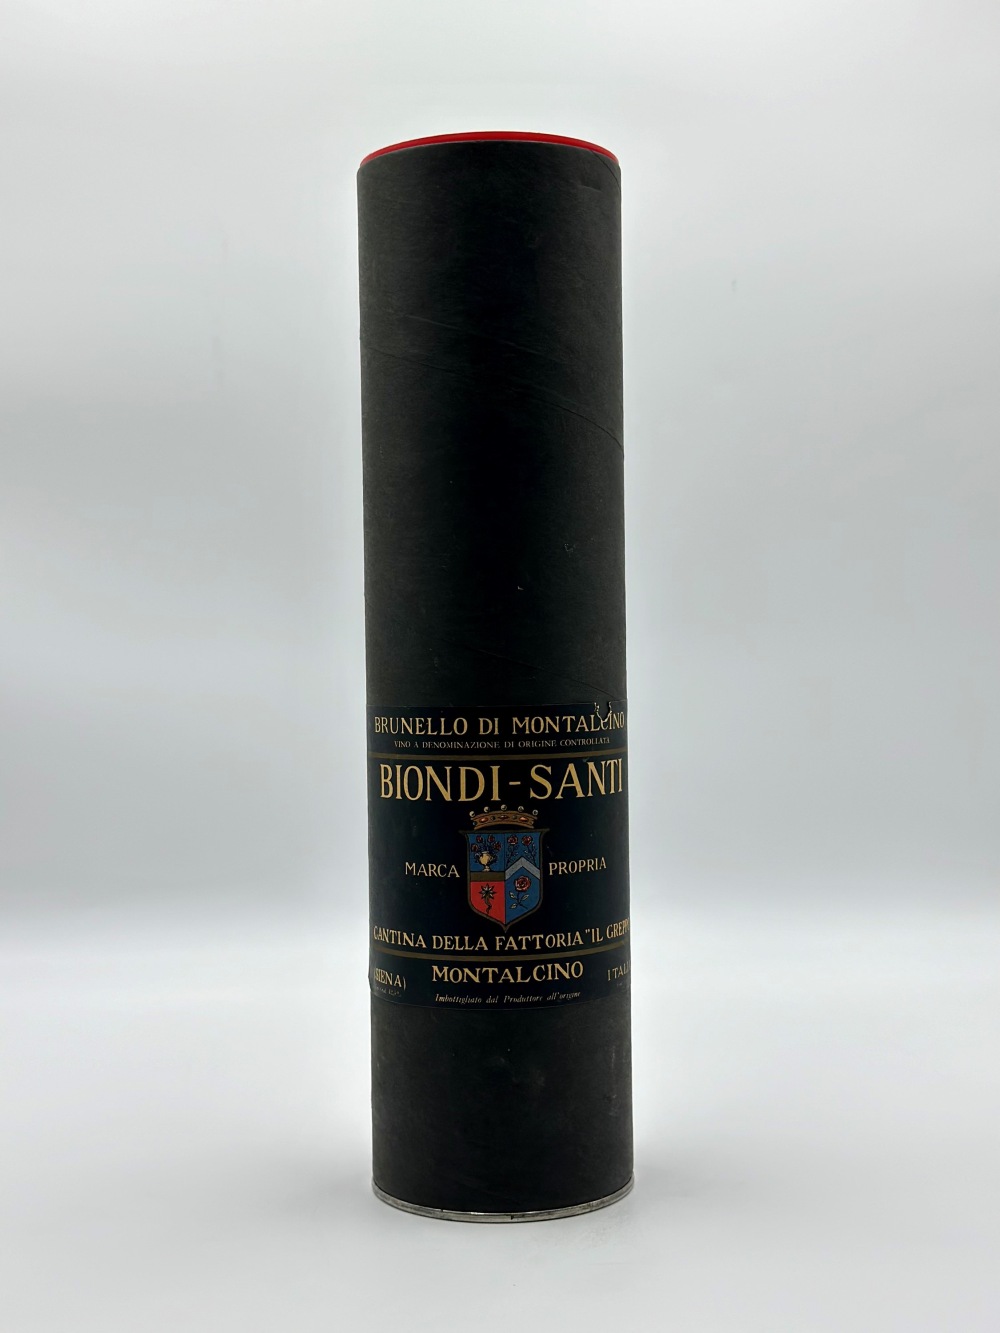 BRUNELLO DI MONTALCINO
VINO A DENOMINAZIONE DI ORIGINE CONTROLLATA
BIONDI-SANTI
MARCA PROPRIA
CANTINA DELLA FATTORIA "IL GREPP
(SIENA) MONTALCINO ITALI
Imbottigliato dal Produttore all'origine